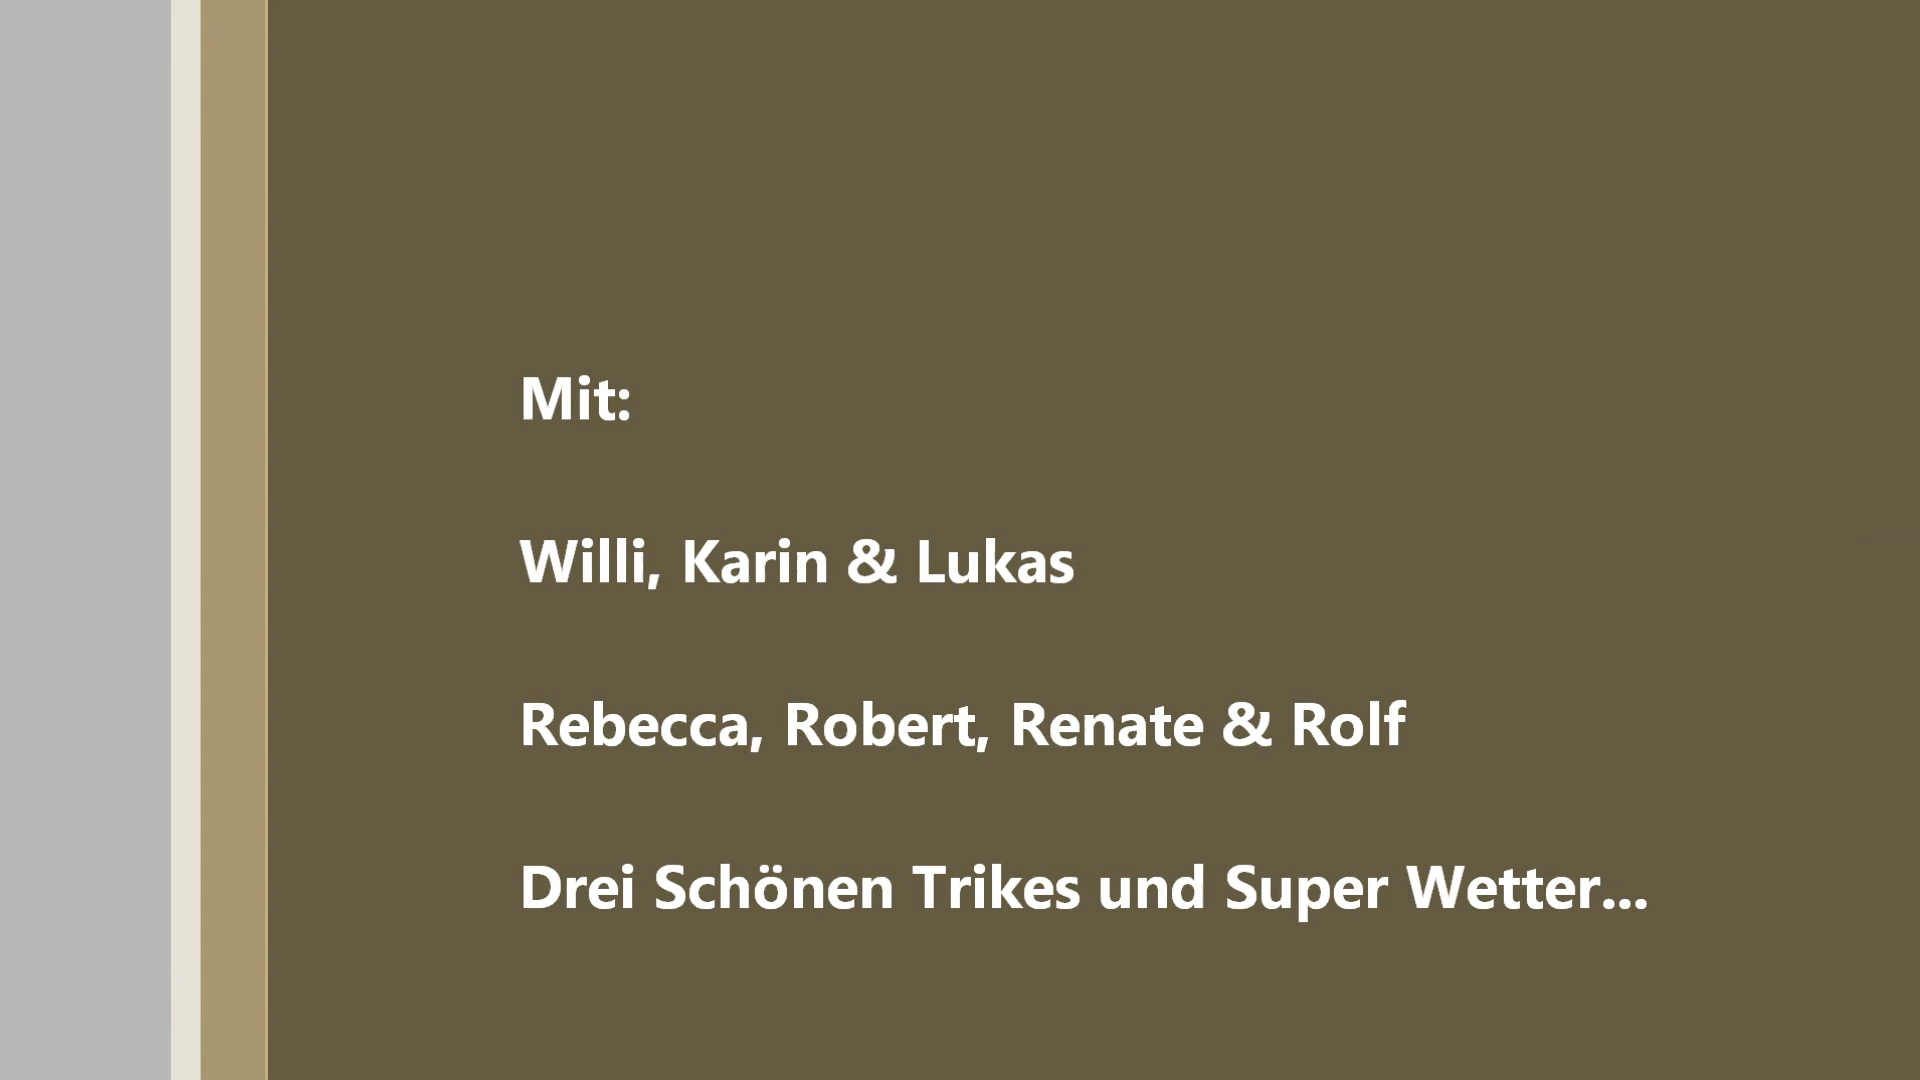 Mit:
Willi, Karin & Lukas
Rebecca, Robert, Renate & Rolf
Drei Schönen Trikes und Super Wetter...